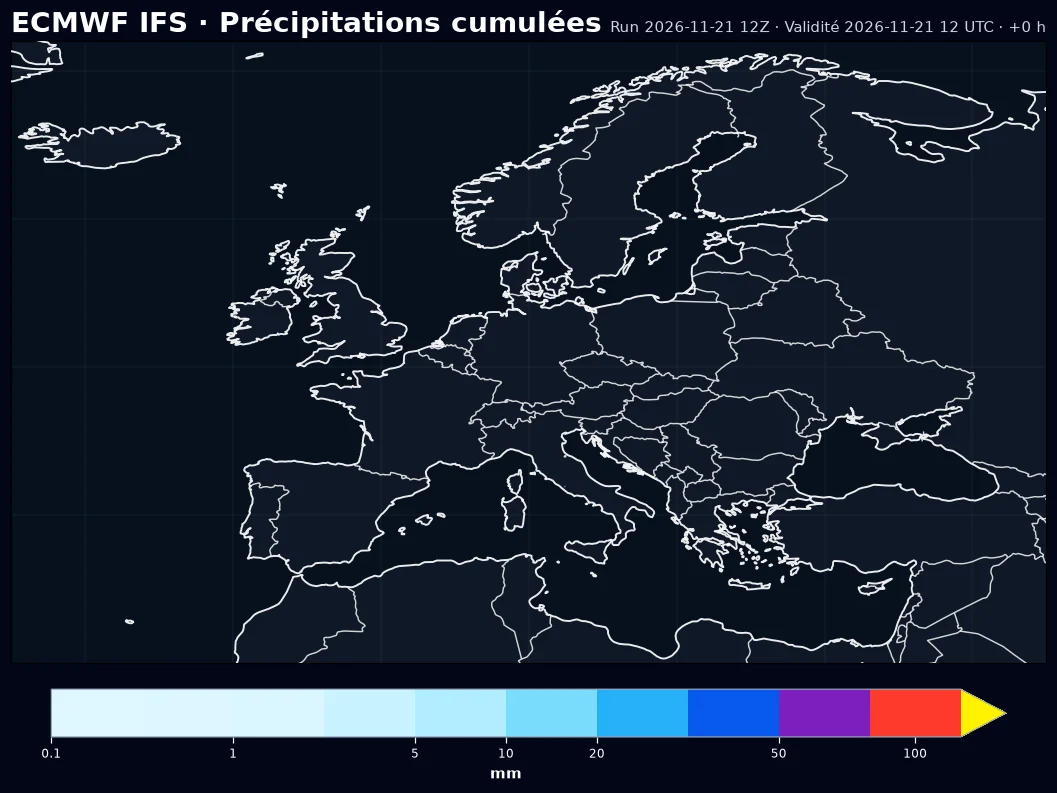 ECMWF IFS · Précipitations cumulées Run 2026-11-21 12Z · Validité 2026-11-21 12 UTC · +0 h
0.1 1 5 10 20 50 100
mm